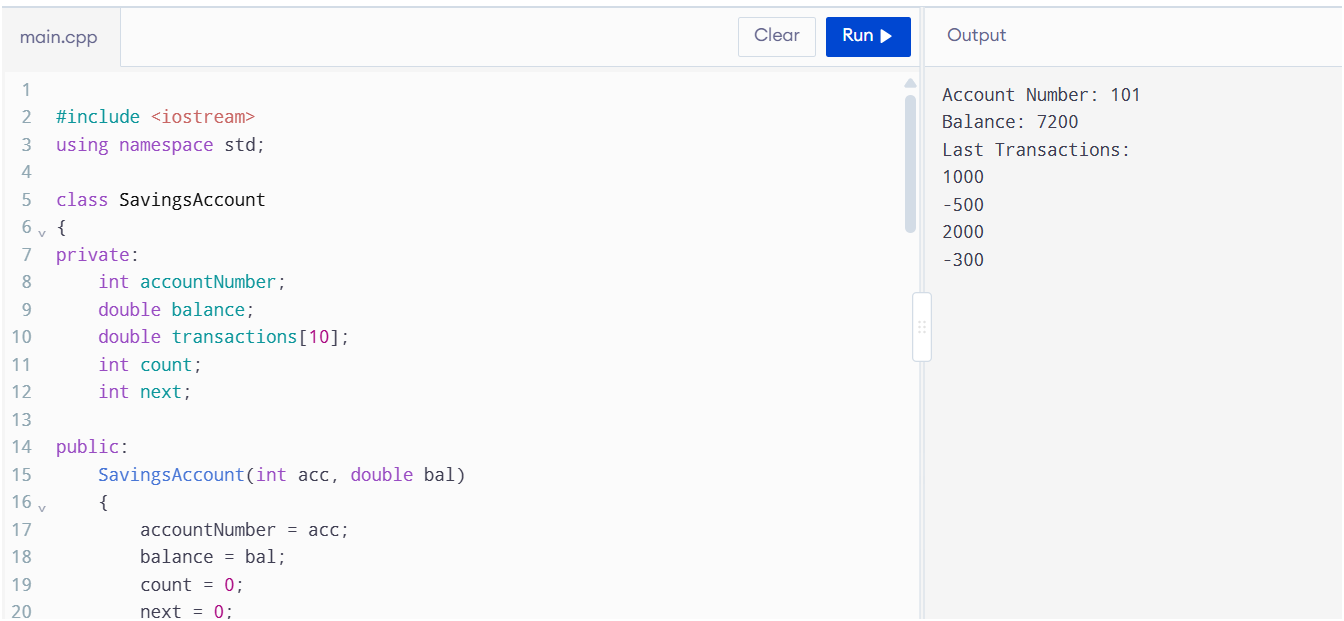 main.cpp
Clear
Run
Output
1
2 #include <iostream>
3 using namespace std;
4
5 class SavingsAccount
6 {
7 private:
8     int accountNumber;
9     double balance;
10     double transactions[10];
11     int count;
12     int next;
13
14 public:
15     SavingsAccount(int acc, double bal)
16     {
17         accountNumber = acc;
18         balance = bal;
19         count = 0;
20         next = 0;
Account Number: 101
Balance: 7200
Last Transactions:
1000
-500
2000
-300